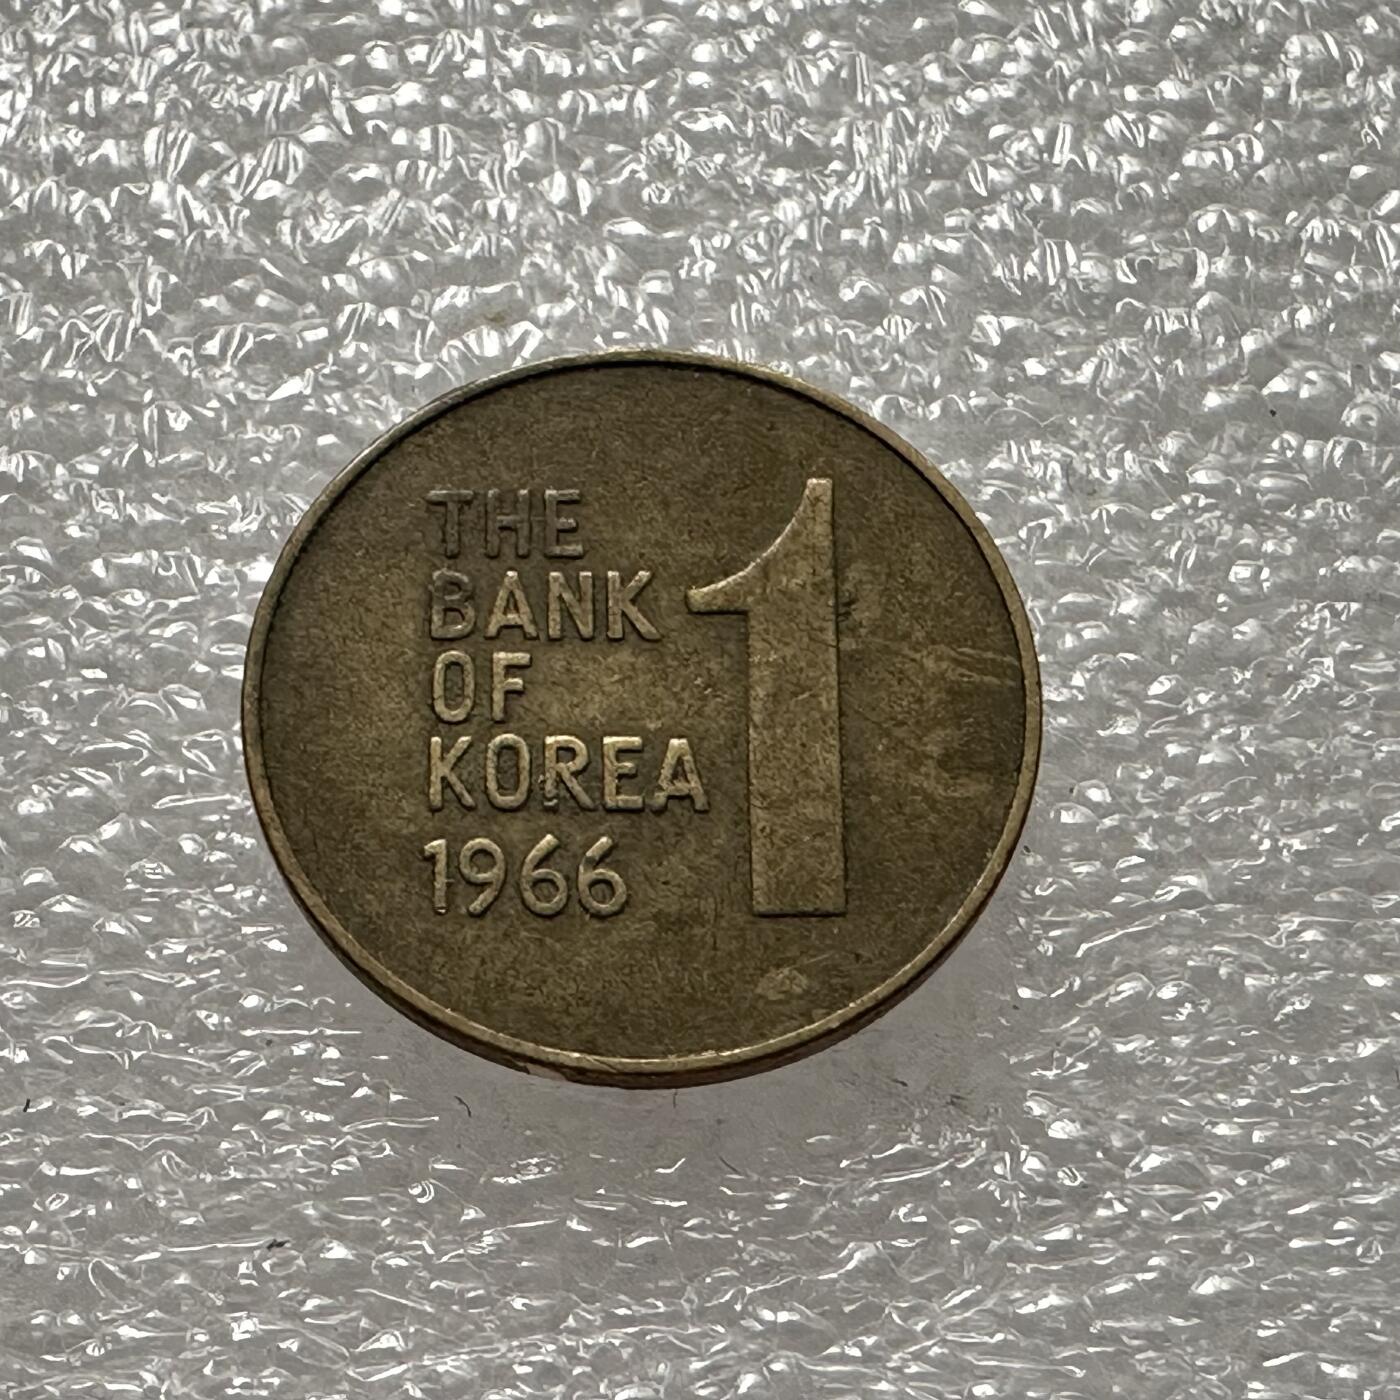 THE
BANK
OF
KOREA
1966
1